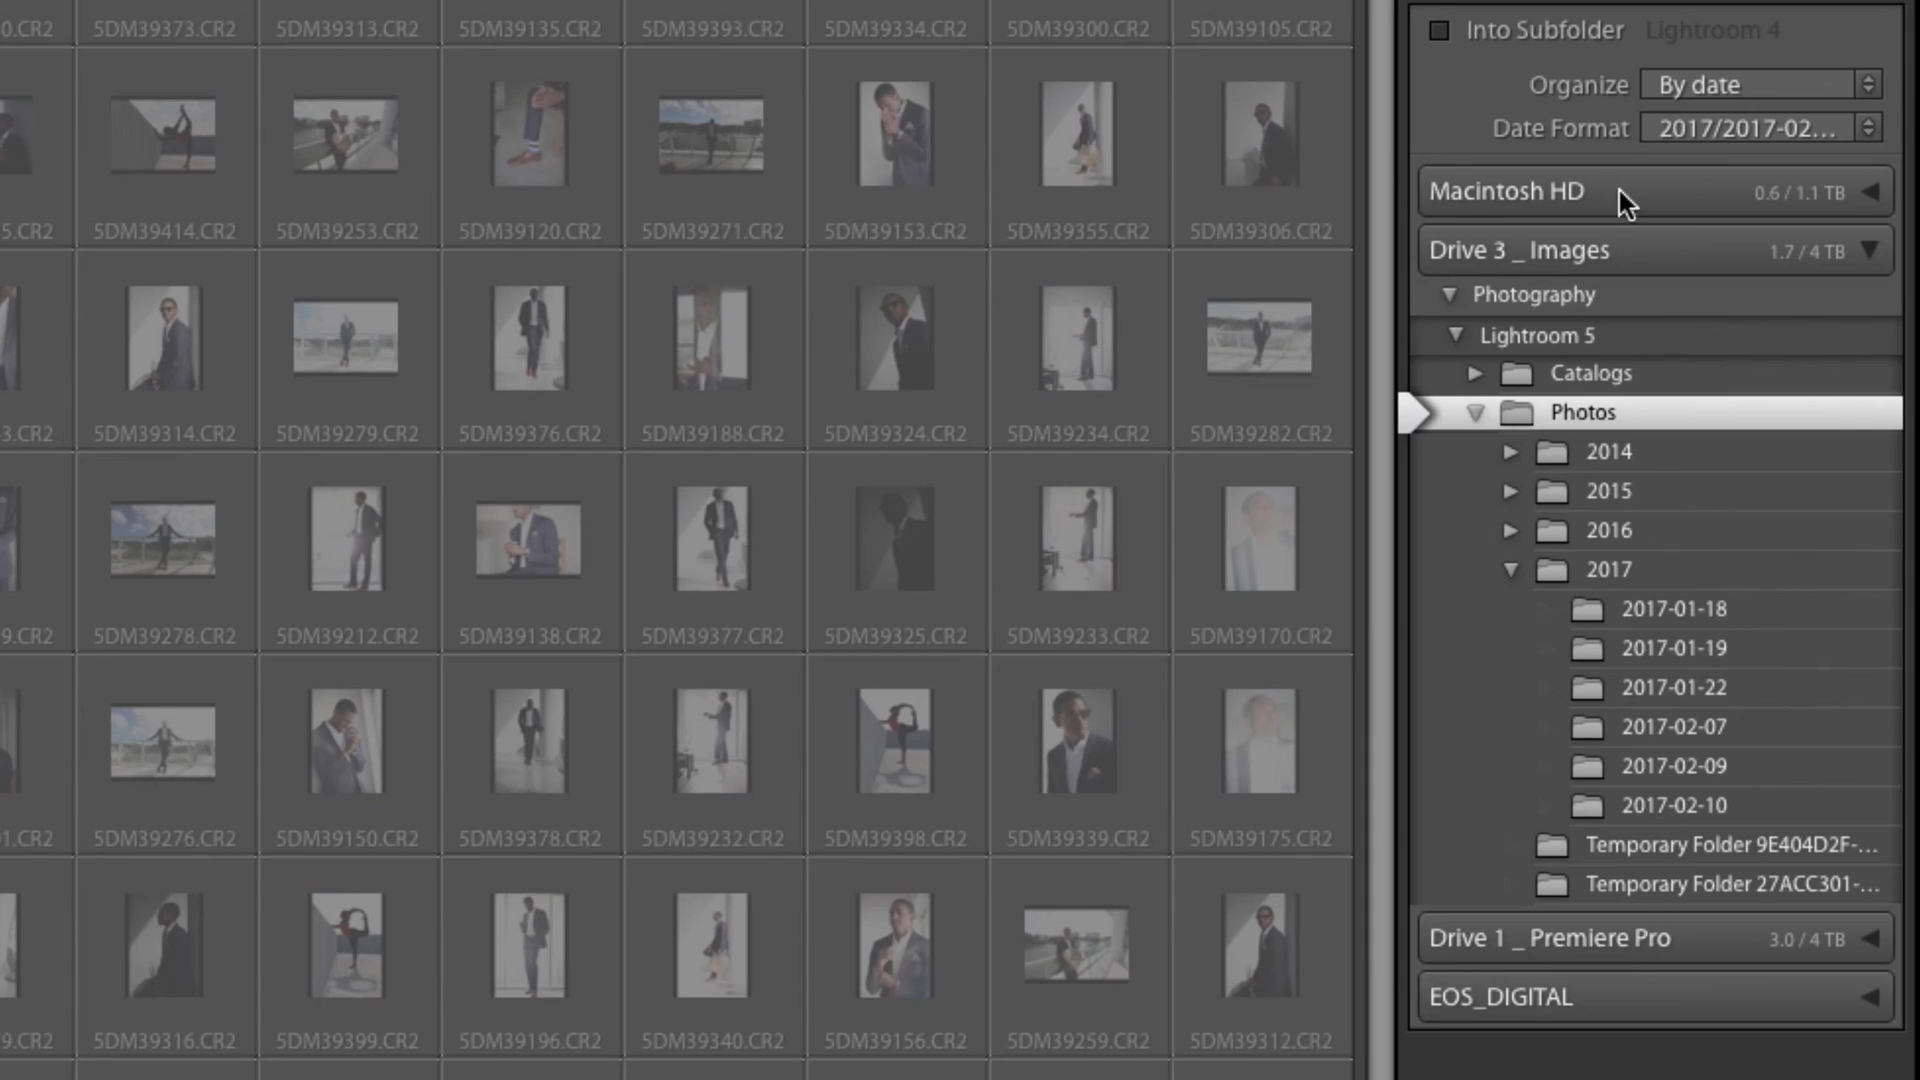 0.CR2 5DM39373.CR2 5DM39313.CR2 5DM39135.CR2 5DM39393.CR2 5DM39334.CR2 5DM39300.CR2 5DM39105.CR2
5.CR2 5DM39414.CR2 5DM39253.CR2 5DM39120.CR2 5DM39271.CR2 5DM39153.CR2 5DM39355.CR2 5DM39306.CR2
3.CR2 5DM39314.CR2 5DM39279.CR2 5DM39376.CR2 5DM39188.CR2 5DM39324.CR2 5DM39234.CR2 5DM39282.CR2
9.CR2 5DM39278.CR2 5DM39212.CR2 5DM39138.CR2 5DM39377.CR2 5DM39325.CR2 5DM39233.CR2 5DM39170.CR2
1.CR2 5DM39276.CR2 5DM39150.CR2 5DM39378.CR2 5DM39232.CR2 5DM39398.CR2 5DM39339.CR2 5DM39175.CR2
9.CR2 5DM39316.CR2 5DM39399.CR2 5DM39196.CR2 5DM39340.CR2 5DM39156.CR2 5DM39259.CR2 5DM39312.CR2
Into Subfolder Lightroom 4
Organize By date
Date Format 2017/2017-02...
Macintosh HD 0.6 / 1.1 TB
Drive 3 _ Images 1.7 / 4 TB
Photography
Lightroom 5
Catalogs
Photos
2014
2015
2016
2017
2017-01-18
2017-01-19
2017-01-22
2017-02-07
2017-02-09
2017-02-10
Temporary Folder 9E404D2F-...
Temporary Folder 27ACC301-...
Drive 1 _ Premiere Pro 3.0 / 4 TB
EOS_DIGITAL